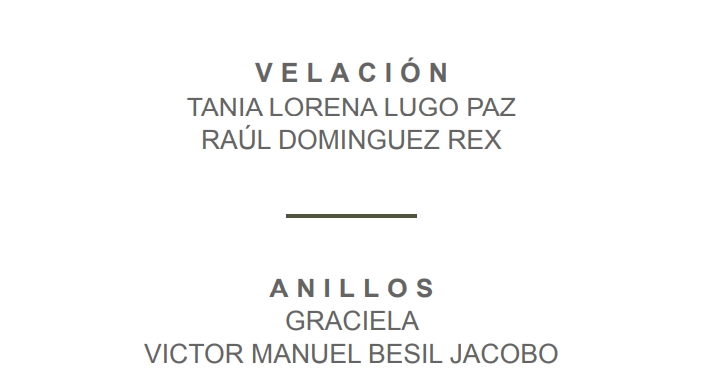 VELACIÓN
TANIA LORENA LUGO PAZ
RAÚL DOMINGUEZ REX
ANILLOS
GRACIELA
VICTOR MANUEL BESIL JACOBO